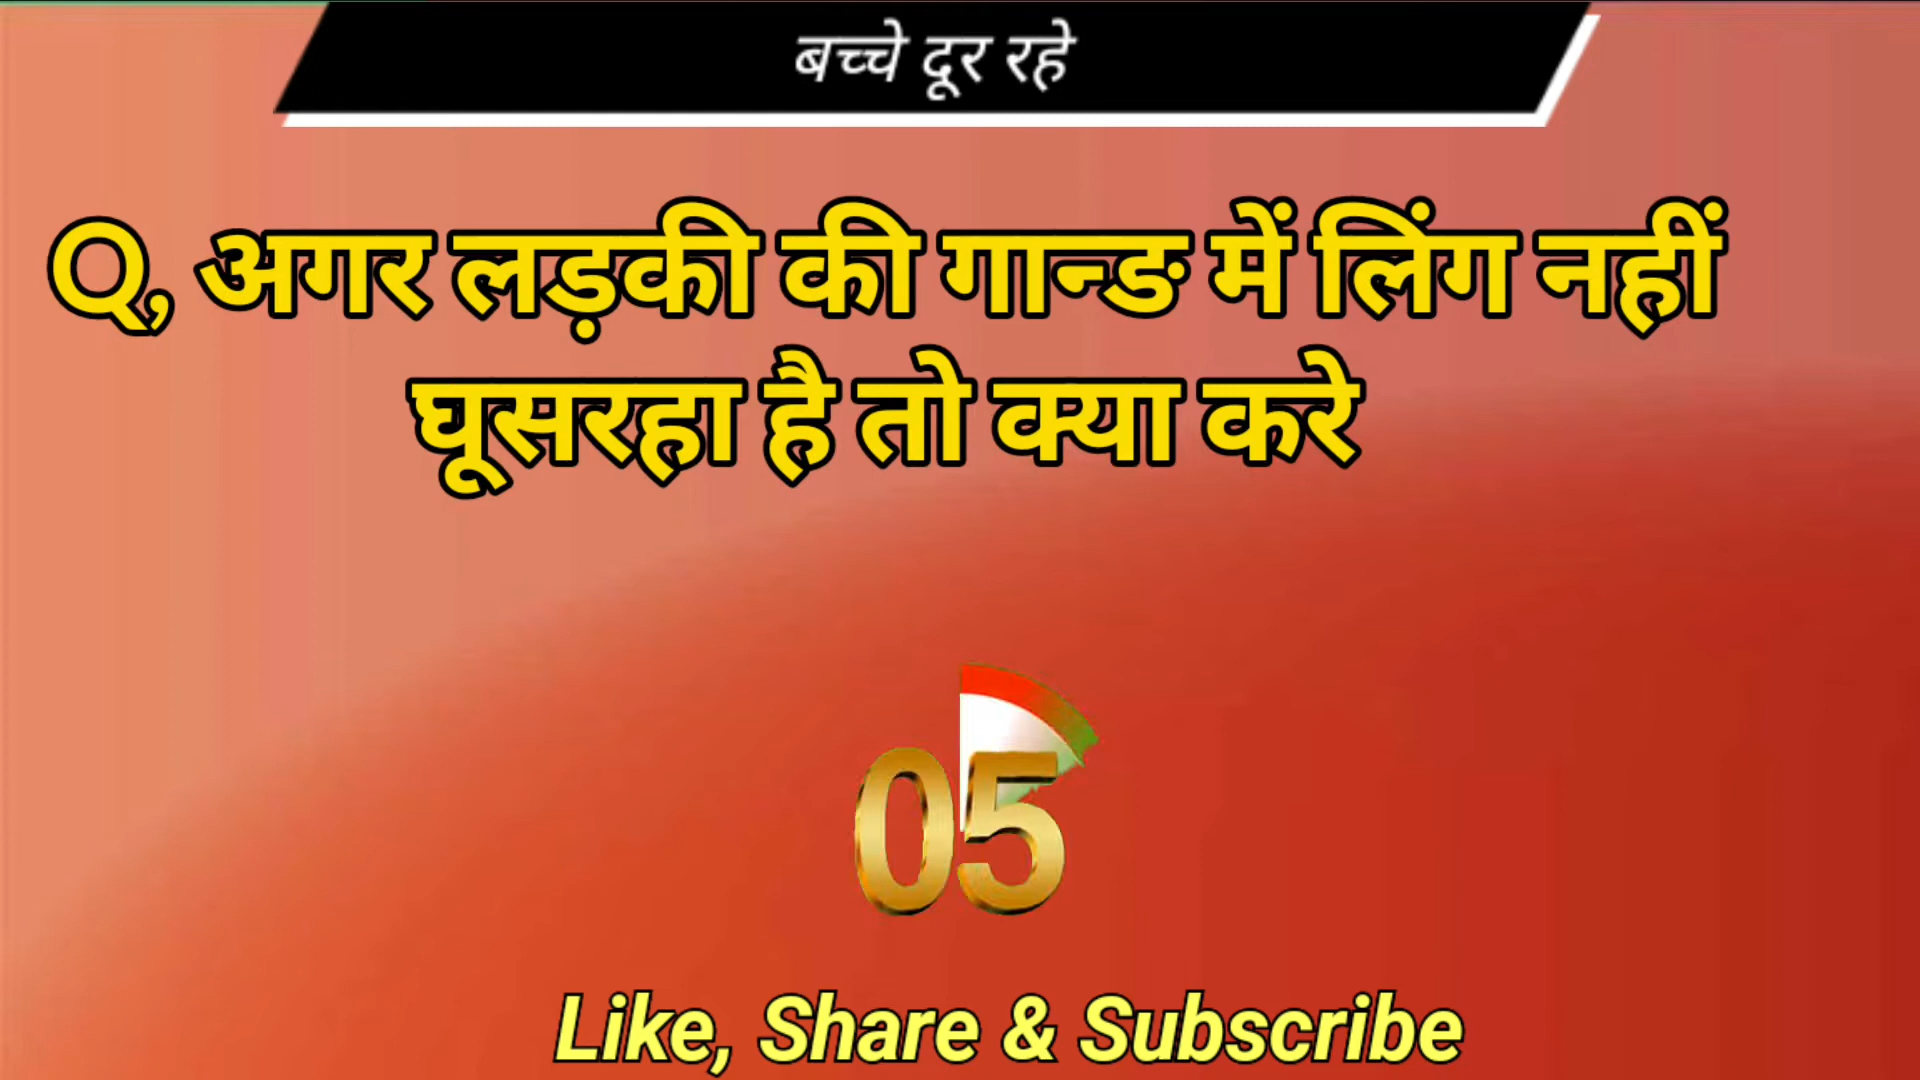 बच्चे दूर रहे
Q, अगर लड़की की गान्ङ में लिंग नहीं
घूसरहा है तो क्या करे
05
Like, Share & Subscribe